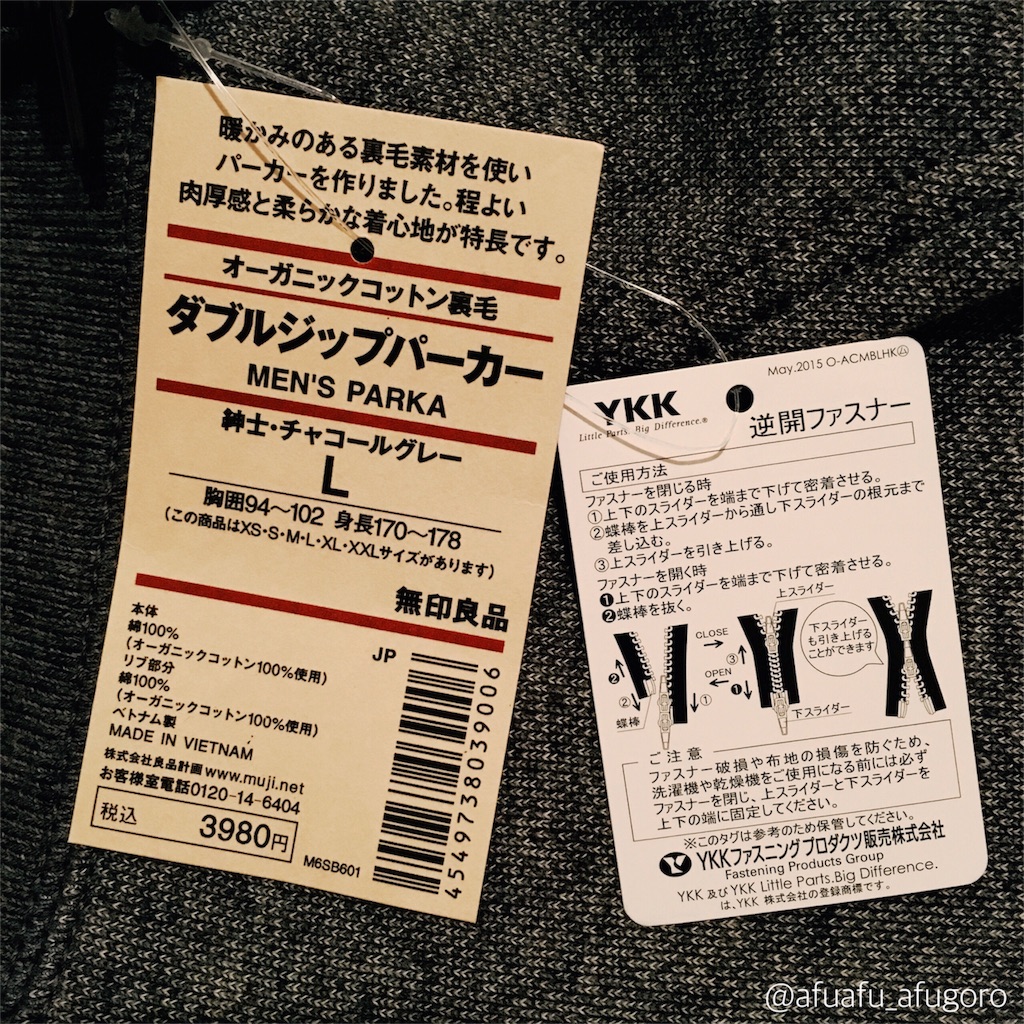 暖かみのある裏毛素材を使い
パーカーを作りました。程よい
肉厚感と柔らかな着心地が特長です。
オーガニックコットン裏毛
ダブルジップパーカー
MEN'S PARKA
紳士・チャコールグレー
L
胸囲94〜102 身長170〜178
(この商品はXS・S・M・L・XL・XXLサイズがあります)
無印良品
本体
綿100%
(オーガニックコットン100%使用)
リブ部分
綿100%
(オーガニックコットン100%使用)
ベトナム製
MADE IN VIETNAM
株式会社良品計画 www.muji.net
お客様室電話0120-14-6404
税込 3980円
M6SB601
JP
4549738039006
May.2015 O-ACMBLHK㋰
YKK
Little Parts. Big Difference.®
逆開ファスナー
ご使用方法
ファスナーを閉じる時
①上下のスライダーを端まで下げて密着させる。
②蝶棒を上スライダーから通し下スライダーの根元まで
差し込む。
③上スライダーを引き上げる。
ファスナーを開く時
❶上下のスライダーを端まで下げて密着させる。
❷蝶棒を抜く。
上スライダー
CLOSE
OPEN
❷
②
①
③
❶
蝶棒
下スライダー
下スライダー
も引き上げる
ことができます
ご注意
ファスナー破損や布地の損傷を防ぐため、
洗濯機や乾燥機をご使用になる前には必ず
ファスナーを閉じ、上スライダーと下スライダーを
上下の端に固定してください。
※このタグは参考のため保管してください。
YKKファスニングプロダクツ販売株式会社
Fastening Products Group
YKK 及び YKK Little Parts.Big Difference.
は、YKK 株式会社の登録商標です。
@afuafu_afugoro